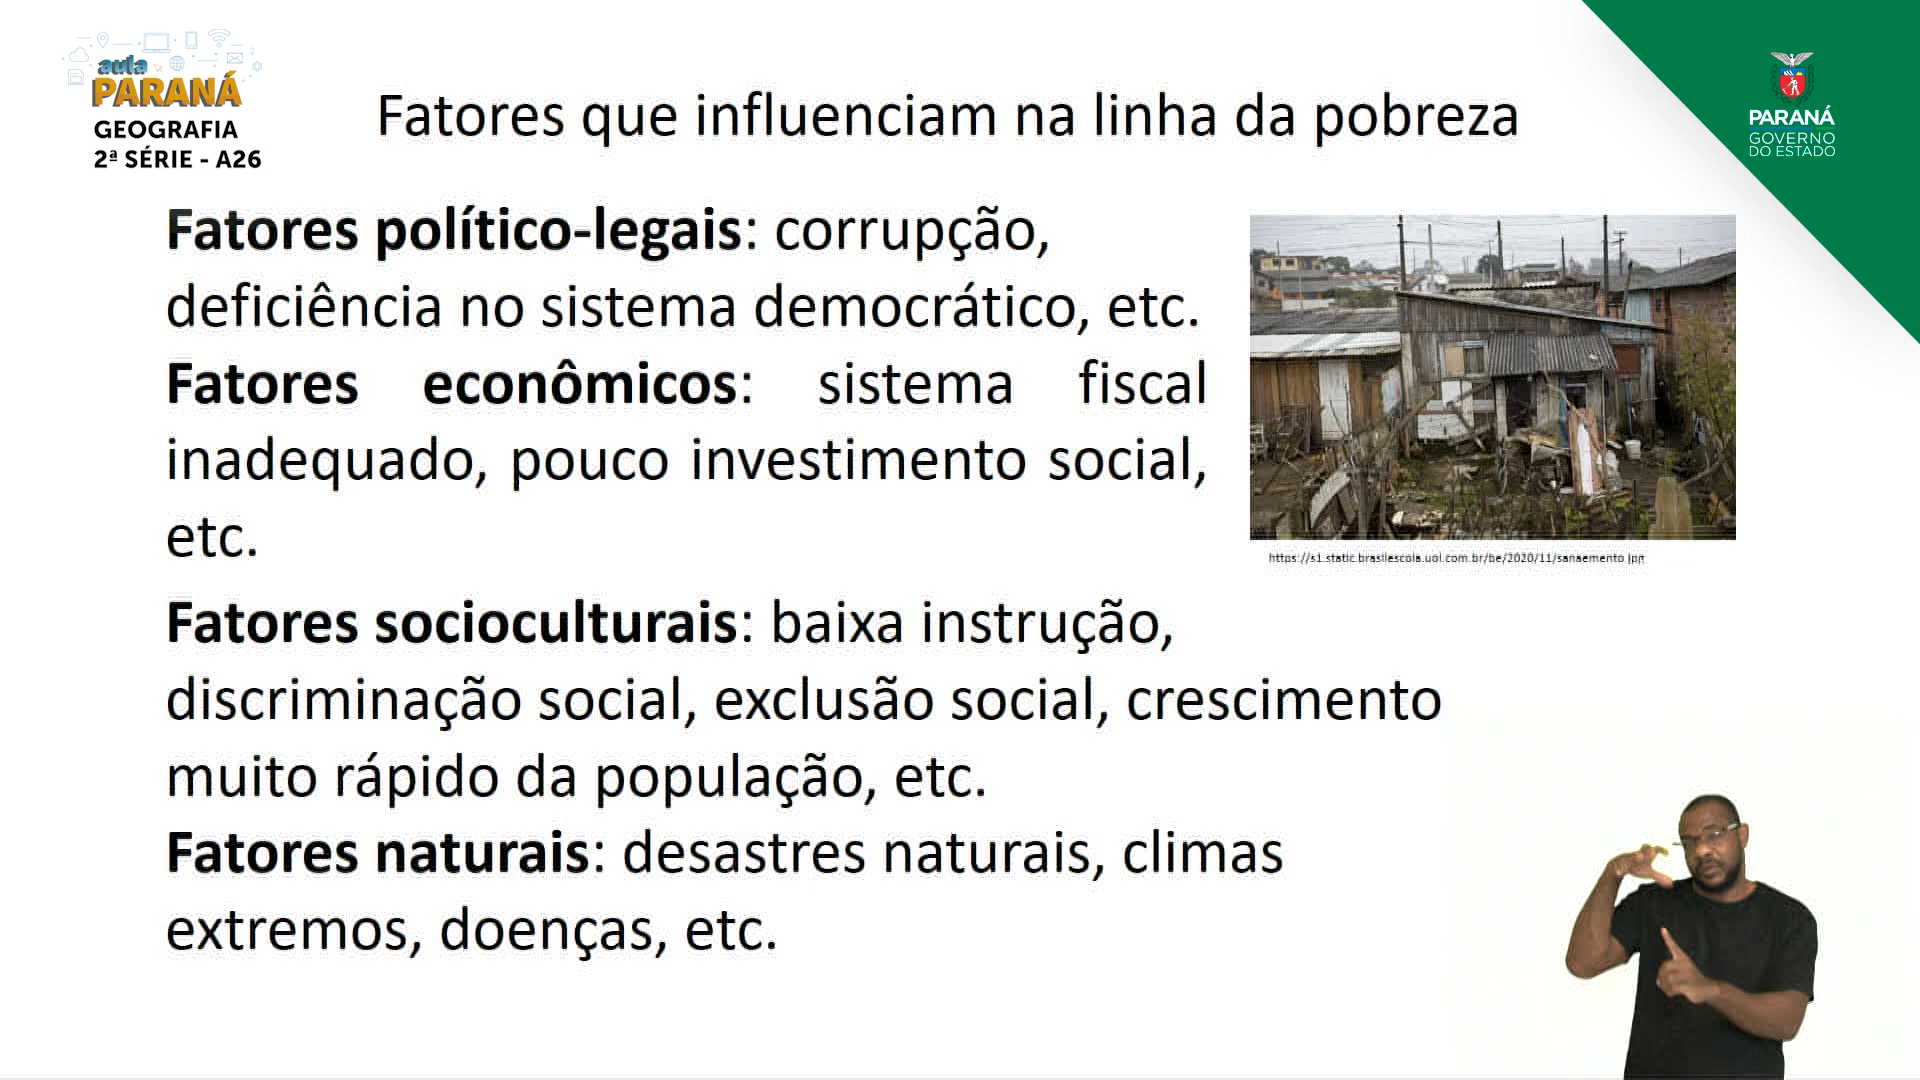 aula
PARANÁ
GEOGRAFIA
2ª SÉRIE - A26
Fatores que influenciam na linha da pobreza
PARANÁ
GOVERNO
DO ESTADO
Fatores político-legais: corrupção,
deficiência no sistema democrático, etc.
Fatores econômicos: sistema fiscal
inadequado, pouco investimento social,
etc.
https://s1.static.brasilescola.uol.com.br/be/2020/11/sanaemento.jpg
Fatores socioculturais: baixa instrução,
discriminação social, exclusão social, crescimento
muito rápido da população, etc.
Fatores naturais: desastres naturais, climas
extremos, doenças, etc.